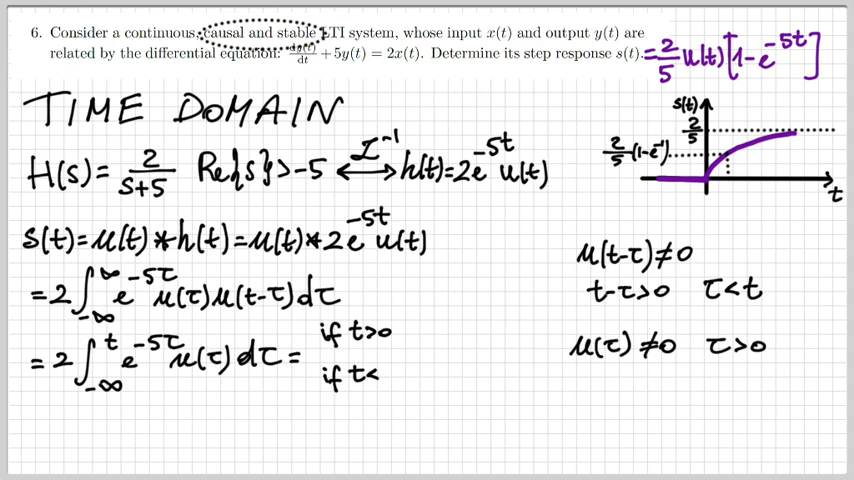 6. Consider a continuous, causal and stable LTI system, whose input x(t) and output y(t) are
related by the differential equation: dy(t)/dt + 5y(t) = 2x(t). Determine its step response s(t). = 2/5 u(t)[1-e^-5t]
TIME DOMAIN
H(s) = 2/(s+5) Re{s}>-5 ⟷ ℒ^-1 h(t)=2e^-5t u(t)
s(t)=u(t)*h(t)=u(t)*2e^-5t u(t)
=2∫_-∞^∞ e^-5τ u(τ)u(t-τ)dτ
=2∫_-∞^t e^-5τ u(τ)dτ =
if t>0
if t<
s(t)
2/5
2/5(1-e^-1)
t
u(t-τ)≠0
t-τ>0 τ<t
u(τ)≠0 τ>0